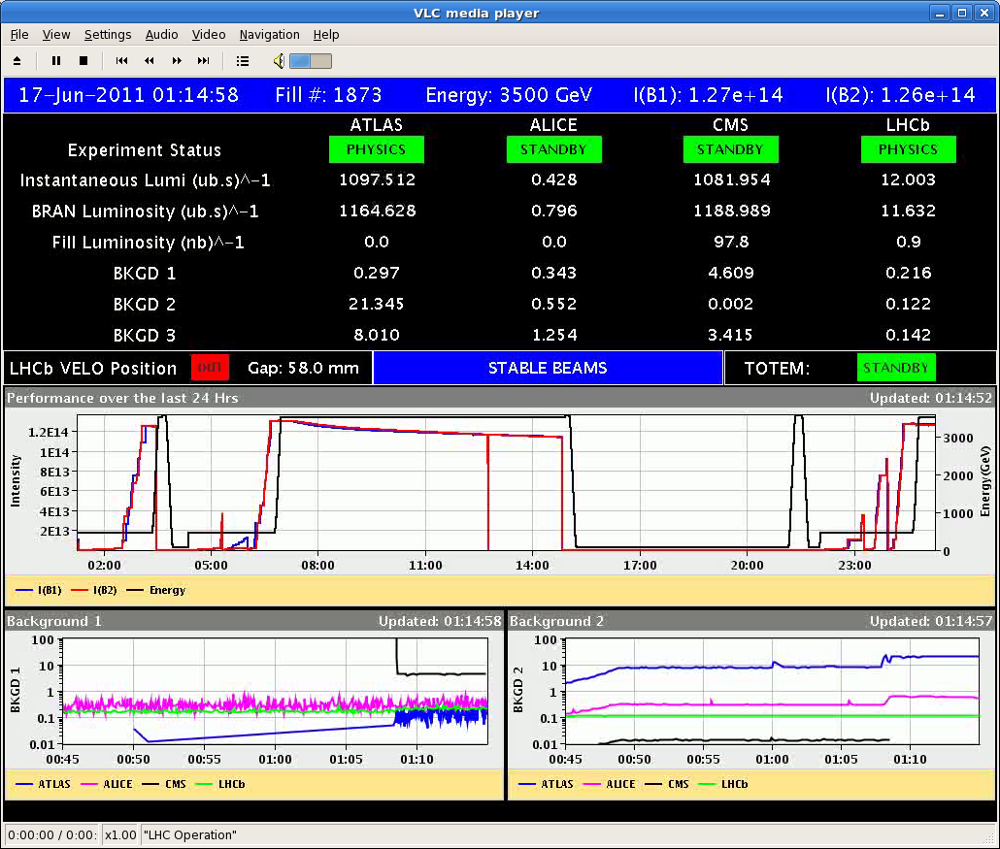 VLC media player
File View Settings Audio Video Navigation Help
17-Jun-2011 01:14:58 Fill #: 1873 Energy: 3500 GeV I(B1): 1.27e+14 I(B2): 1.26e+14
ATLAS ALICE CMS LHCb
Experiment Status PHYSICS STANDBY STANDBY PHYSICS
Instantaneous Lumi (ub.s)^-1 1097.512 0.428 1081.954 12.003
BRAN Luminosity (ub.s)^-1 1164.628 0.796 1188.989 11.632
Fill Luminosity (nb)^-1 0.0 0.0 97.8 0.9
BKGD 1 0.297 0.343 4.609 0.216
BKGD 2 21.345 0.552 0.002 0.122
BKGD 3 8.010 1.254 3.415 0.142
LHCb VELO Position OUT Gap: 58.0 mm STABLE BEAMS TOTEM: STANDBY
Performance over the last 24 Hrs Updated: 01:14:52
Intensity
1.2E14
1E14
8E13
6E13
4E13
2E13
3000
2000
1000
0
Energy(GeV)
02:00 05:00 08:00 11:00 14:00 17:00 20:00 23:00
I(B1) I(B2) Energy
Background 1 Updated: 01:14:58
BKGD 1
100
10
1
0.1
0.01
00:45 00:50 00:55 01:00 01:05 01:10
ATLAS ALICE CMS LHCb
Background 2 Updated: 01:14:57
BKGD 2
100
10
1
0.1
0.01
00:45 00:50 00:55 01:00 01:05 01:10
ATLAS ALICE CMS LHCb
0:00:00 / 0:00: x1.00 "LHC Operation"